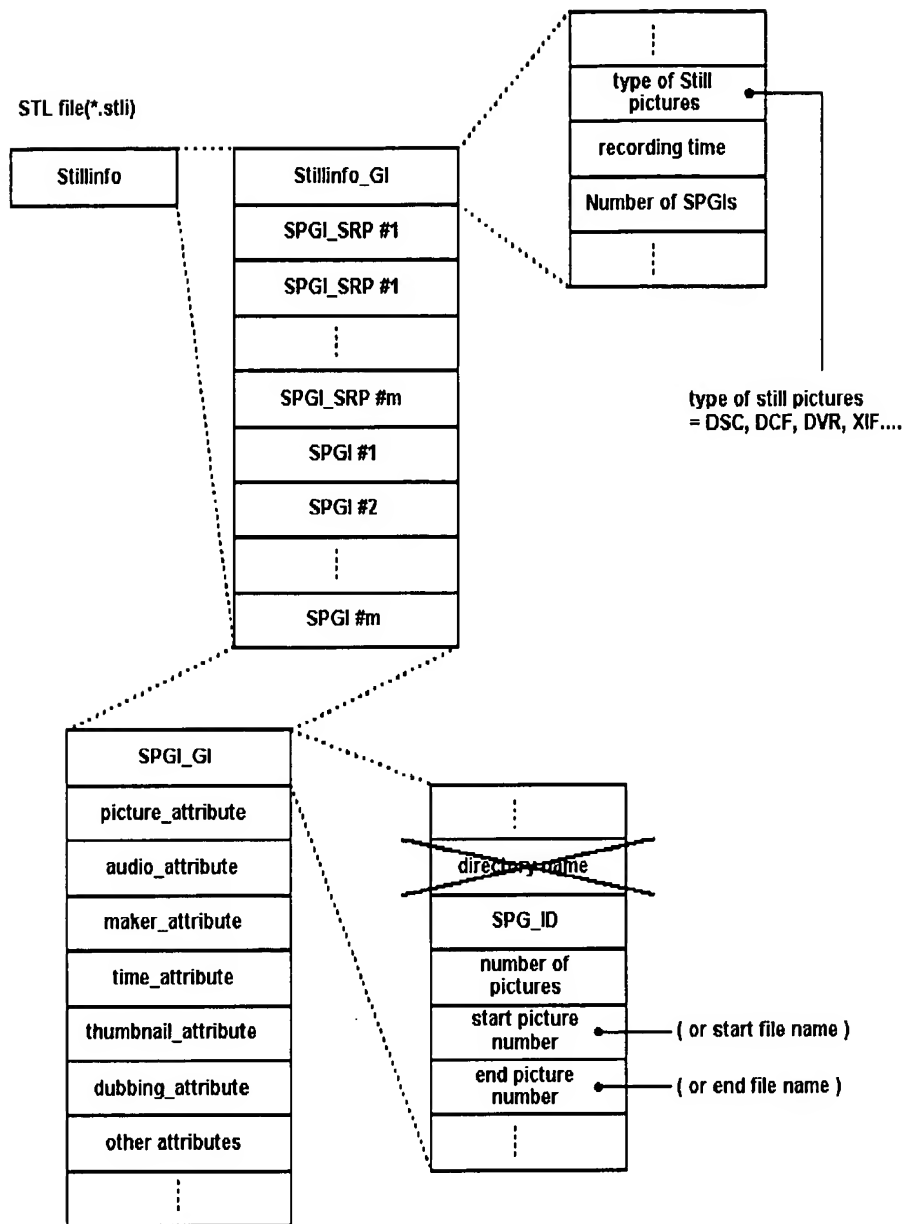 type of Still
pictures
recording time
Number of SPGIs
STL file(*.stli)
Stillinfo
Stillinfo_GI
SPGI_SRP #1
SPGI_SRP #1
SPGI_SRP #m
SPGI #1
SPGI #2
SPGI #m
type of still pictures
= DSC, DCF, DVR, XIF....
SPGI_GI
picture_attribute
audio_attribute
maker_attribute
time_attribute
thumbnail_attribute
dubbing_attribute
other attributes
directory name
SPG_ID
number of
pictures
start picture
number
( or start file name )
end picture
number
( or end file name )